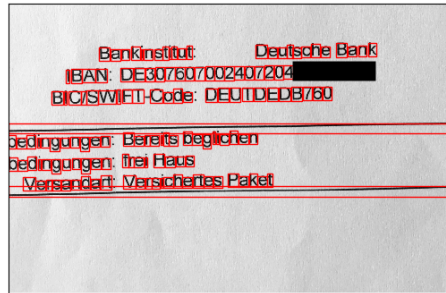 Bankinstitut: Deutsche Bank
IBAN: DE307607002407204
BIC/SWIFT-Code: DEUTDEDB760
bedingungen: Bereits beglichen
bedingungen: frei Haus
Versandart: Versichertes Paket